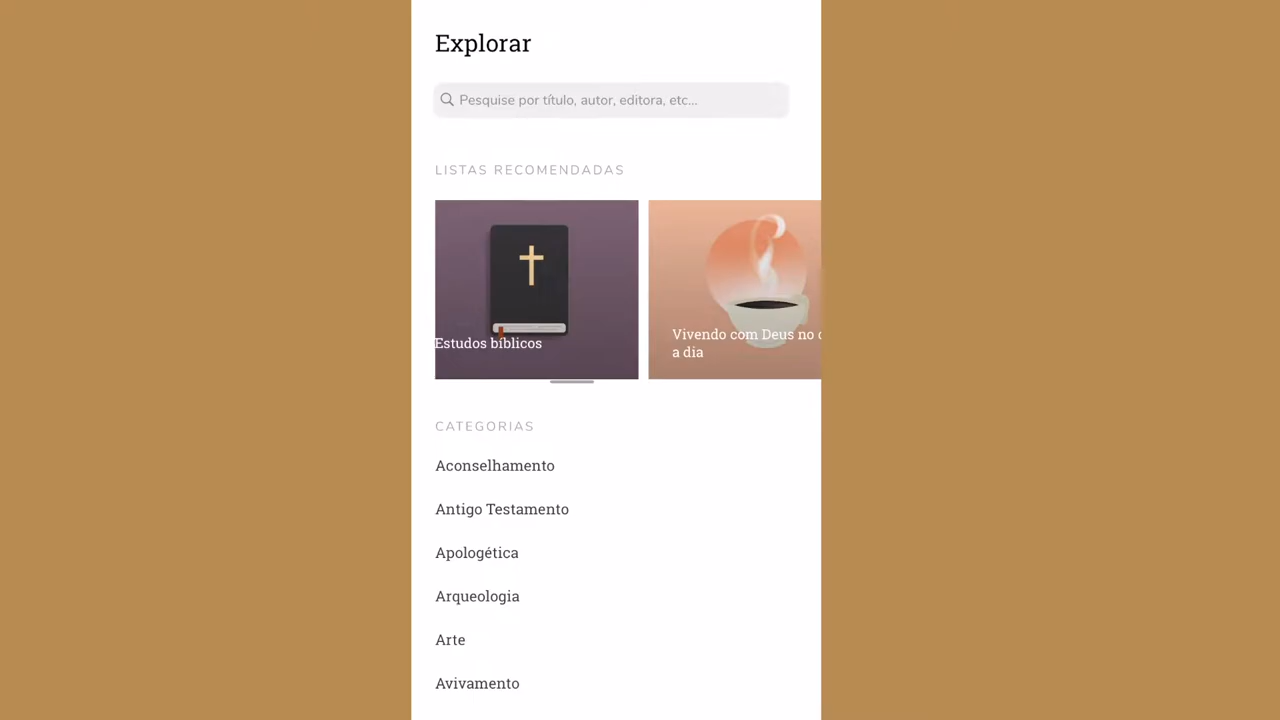 Explorar
Pesquise por título, autor, editora, etc...
LISTAS RECOMENDADAS
Estudos bíblicos
Vivendo com Deus no
a dia
CATEGORIAS
Aconselhamento
Antigo Testamento
Apologética
Arqueologia
Arte
Avivamento